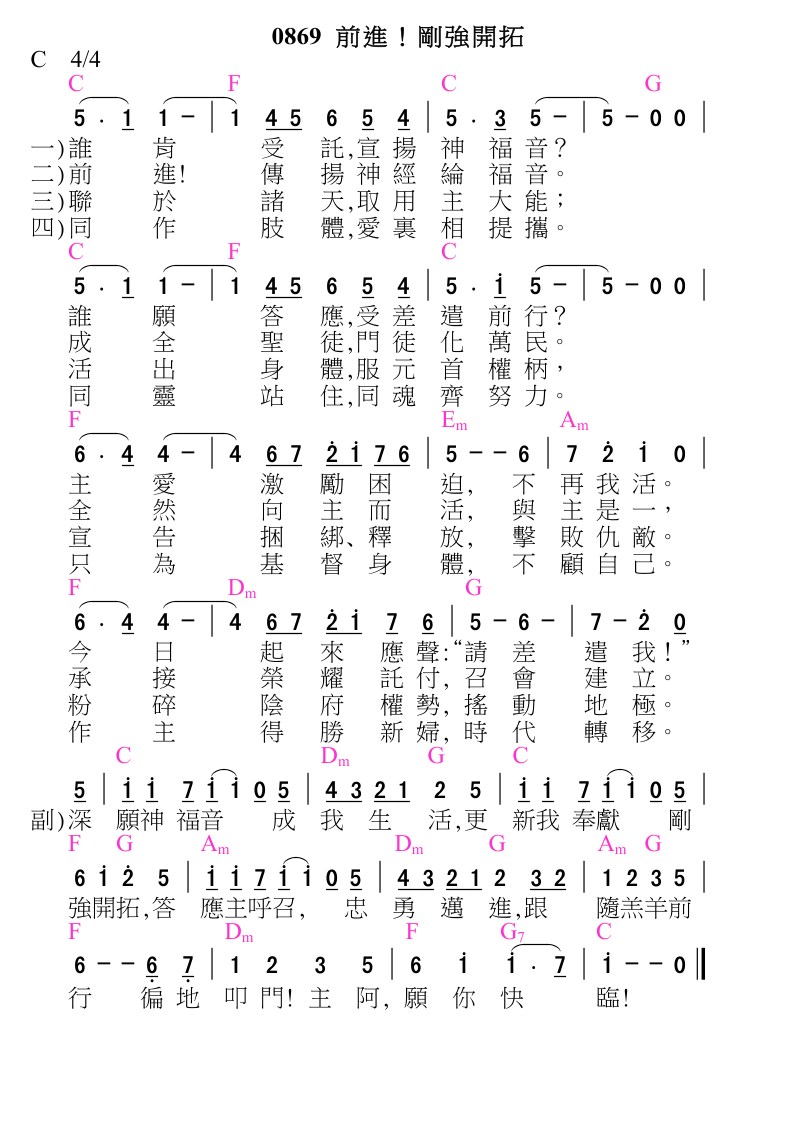 0869 前進！剛強開拓
C 4/4
C F C G
5 · 1 1 – | 1 4 5 6 5 4 | 5 · 3 5 – | 5 – 0 0 |
一)誰 肯 受 託,宣 揚 神 福 音?
二)前 進! 傳 揚 神 經 綸 福 音。
三)聯 於 諸 天,取 用 主 大 能；
四)同 作 肢 體,愛 裏 相 提 攜。
C F C
5 · 1 1 – | 1 4 5 6 5 4 | 5 · i 5 – | 5 – 0 0 |
誰 願 答 應,受 差 遣 前 行?
成 全 聖 徒,門 徒 化 萬 民。
活 出 身 體,服 元 首 權 柄，
同 靈 站 住,同 魂 齊 努 力。
F Em Am
6 · 4 4 – | 4 6 7 2̇ i 7 6 | 5 – – 6 | 7 2̇ i 0 |
主 愛 激 勵 困 迫, 不 再 我 活。
全 然 向 主 而 活, 與 主 是 一，
宣 告 捆 綁、釋 放, 擊 敗 仇 敵。
只 為 基 督 身 體, 不 顧 自 己。
F Dm G
6 · 4 4 – | 4 6 7 2̇ i 7 6 | 5 – 6 – | 7 – 2̇ 0
今 日 起 來 應 聲:“請 差 遣 我！”
承 接 榮 耀 託 付, 召 會 建 立。
粉 碎 陰 府 權 勢, 搖 動 地 極。
作 主 得 勝 新 婦, 時 代 轉 移。
C Dm G C
5 | i i 7 i i 0 5 | 4 3 2 1 2 5 | i i 7 i i 0 5 |
副)深 願神 福音 成 我 生 活,更 新我 奉獻 剛
F G Am Dm G Am G
6 i 2̇ 5 | i i 7 i i 0 5 | 4 3 2 1 2 3 2 | 1 2 3 5 |
強開拓,答 應主呼召, 忠 勇 邁 進,跟 隨羔羊前
F Dm F G7 C
6 – – 6̣ 7̣ | 1 2 3 5 | 6 i i · 7 | i – – 0 ‖
行 徧 地 叩 門! 主 阿, 願 你 快 臨!